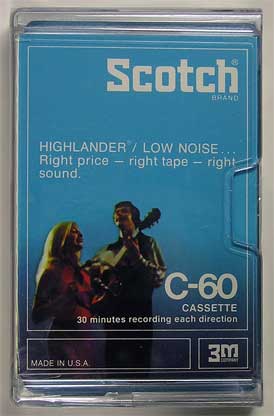 Scotch®
BRAND
HIGHLANDER®/ LOW NOISE...
Right price – right tape – right
sound.
C-60
CASSETTE
30 minutes recording each direction
MADE IN U.S.A.
3M
COMPANY